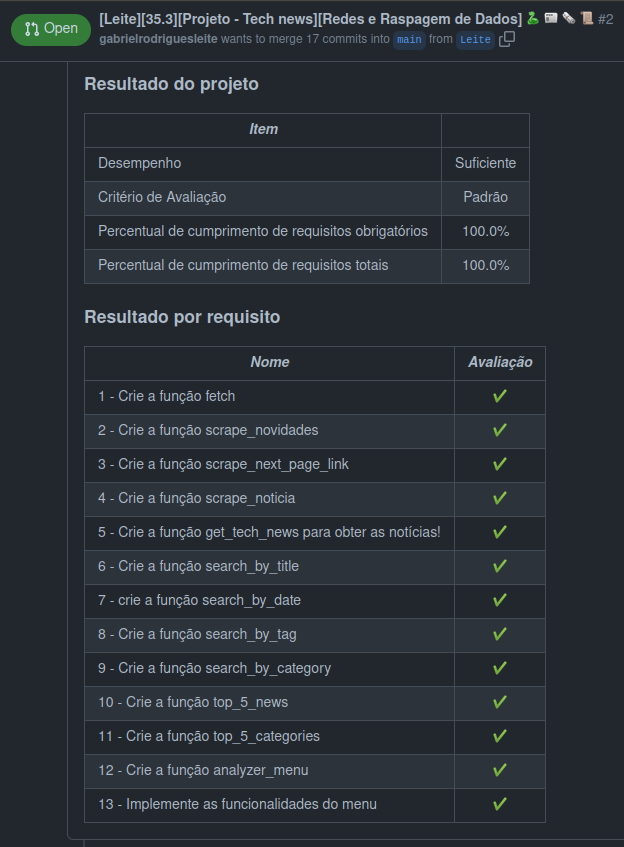 Open
[Leite][35.3][Projeto - Tech news][Redes e Raspagem de Dados] 🐍 📰 🗞️ 📜 #2
gabrielrodriguesleite wants to merge 17 commits into main from Leite
Resultado do projeto
Item
Desempenho Suficiente
Critério de Avaliação Padrão
Percentual de cumprimento de requisitos obrigatórios 100.0%
Percentual de cumprimento de requisitos totais 100.0%
Resultado por requisito
Nome Avaliação
1 - Crie a função fetch ✔️
2 - Crie a função scrape_novidades ✔️
3 - Crie a função scrape_next_page_link ✔️
4 - Crie a função scrape_noticia ✔️
5 - Crie a função get_tech_news para obter as notícias! ✔️
6 - Crie a função search_by_title ✔️
7 - crie a função search_by_date ✔️
8 - Crie a função search_by_tag ✔️
9 - Crie a função search_by_category ✔️
10 - Crie a função top_5_news ✔️
11 - Crie a função top_5_categories ✔️
12 - Crie a função analyzer_menu ✔️
13 - Implemente as funcionalidades do menu ✔️